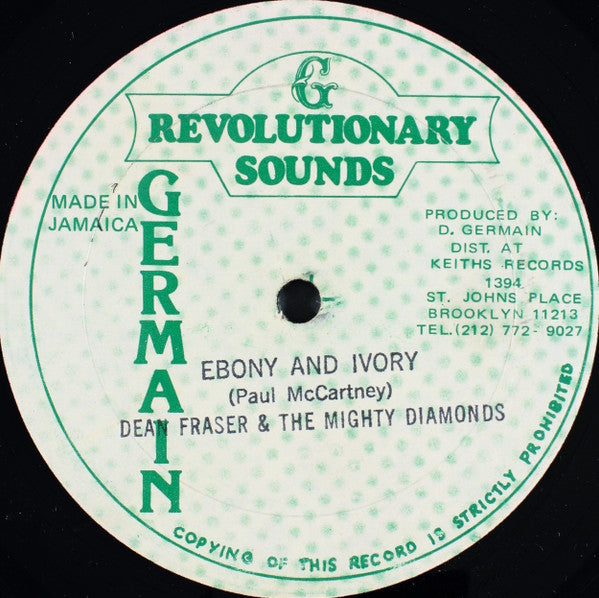 G
REVOLUTIONARY
SOUNDS
MADE IN
JAMAICA
GERMAIN
PRODUCED BY:
D. GERMAIN
DIST. AT
KEITHS RECORDS
1394
ST. JOHNS PLACE
BROOKLYN 11213
TEL.(212) 772-9027
EBONY AND IVORY
(Paul McCartney)
DEAN FRASER & THE MIGHTY DIAMONDS
COPYING OF THIS RECORD IS STRICTLY PROHIBITED